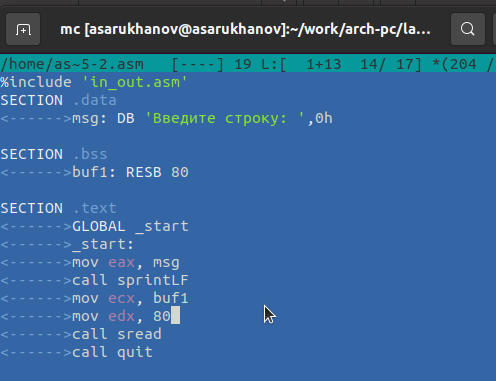 mc [asarukhanov@asarukhanov]:~/work/arch-pc/la...
/home/as~5-2.asm   [----] 19 L:[  1+13  14/ 17] *(204 /
%include 'in_out.asm'
SECTION .data
<------>msg: DB 'Введите строку: ',0h
SECTION .bss
<------>buf1: RESB 80
SECTION .text
<------>GLOBAL _start
<------>_start:
<------>mov eax, msg
<------>call sprintLF
<------>mov ecx, buf1
<------>mov edx, 80
<------>call sread
<------>call quit